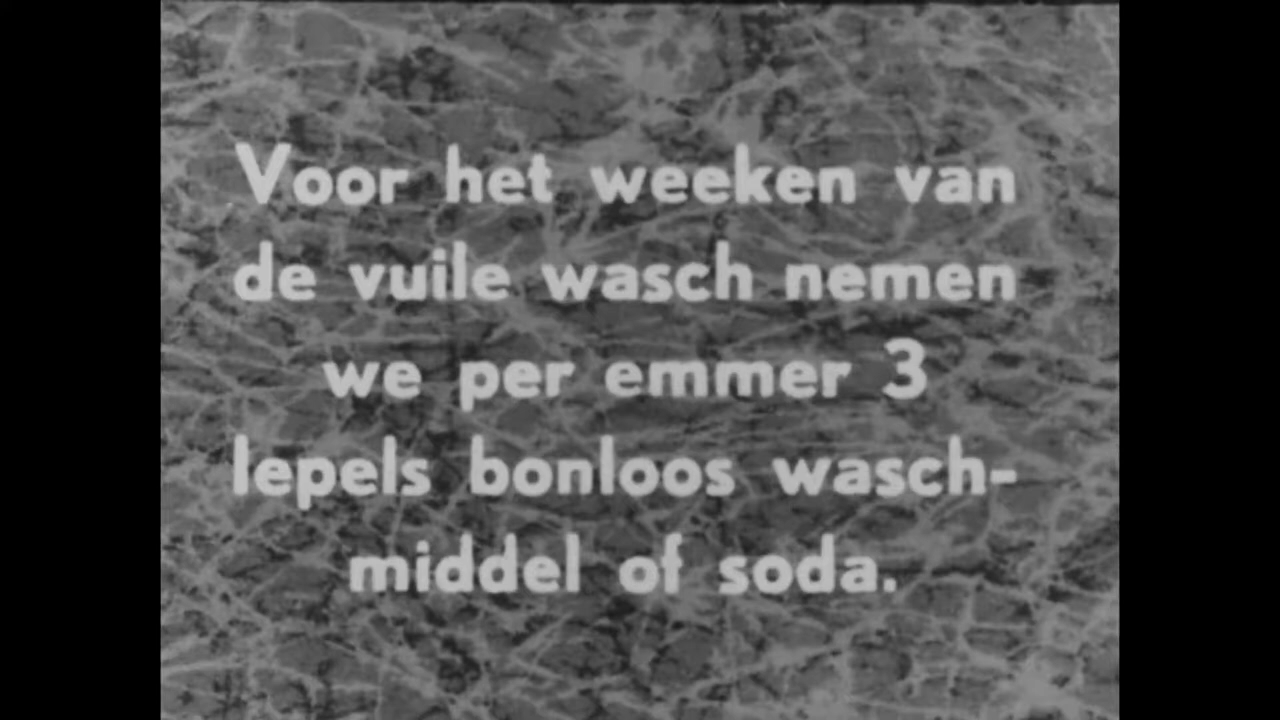 Voor het weeken van
de vuile wasch nemen
we per emmer 3
lepels bonloos wasch-
middel of soda.